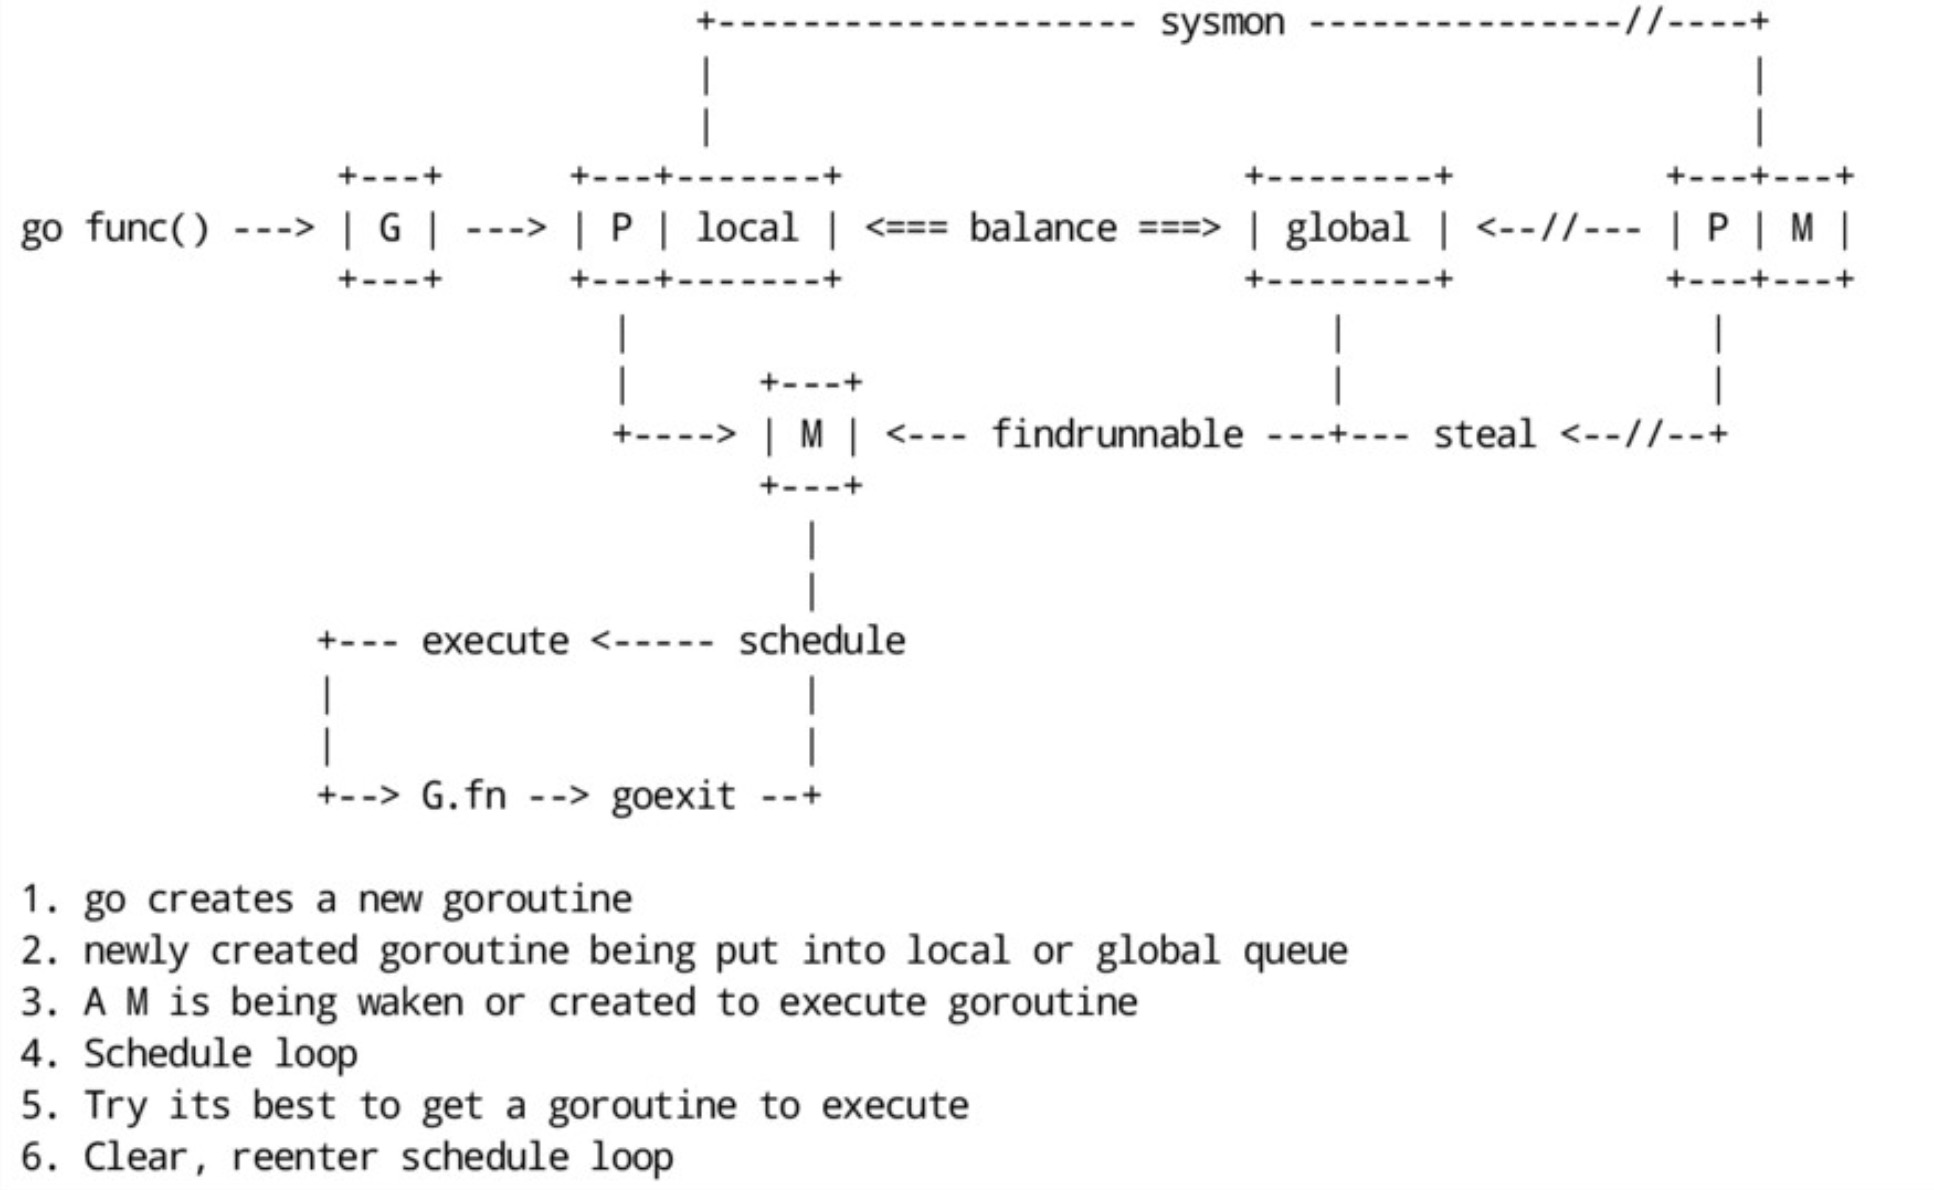 +-------------------- sysmon ---------------//----+
|                                                 |
|                                                 |
+---+      +---+-------+                   +--------+          +---+---+
go func() ---> | G | ---> | P | local | <=== balance ===> | global | <--//--- | P | M |
+---+      +---+-------+                   +--------+          +---+---+
|                                 |                 |
|      +---+                      |                 |
+----> | M | <--- findrunnable ---+--- steal <--//--+
+---+
|
|
+--- execute <----- schedule
|                      |
|                      |
+--> G.fn --> goexit --+
1. go creates a new goroutine
2. newly created goroutine being put into local or global queue
3. A M is being waken or created to execute goroutine
4. Schedule loop
5. Try its best to get a goroutine to execute
6. Clear, reenter schedule loop